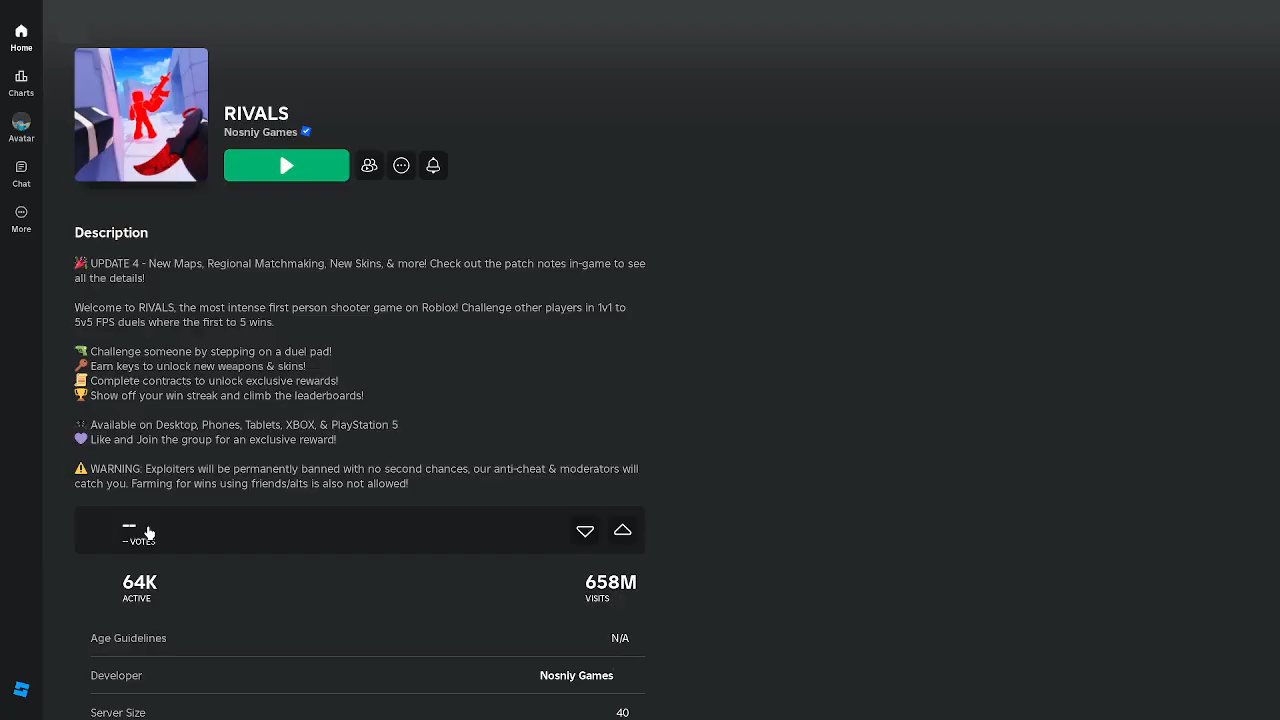 Home
Charts
Avatar
Chat
More
RIVALS
Nosniy Games
Description
🎉 UPDATE 4 - New Maps, Regional Matchmaking, New Skins, & more! Check out the patch notes in-game to see
all the details!
Welcome to RIVALS, the most intense first person shooter game on Roblox! Challenge other players in 1v1 to
5v5 FPS duels where the first to 5 wins.
🔫 Challenge someone by stepping on a duel pad!
🔑 Earn keys to unlock new weapons & skins!
📜 Complete contracts to unlock exclusive rewards!
🏆 Show off your win streak and climb the leaderboards!
🎮 Available on Desktop, Phones, Tablets, XBOX, & PlayStation 5
💜 Like and Join the group for an exclusive reward!
⚠️ WARNING: Exploiters will be permanently banned with no second chances, our anti-cheat & moderators will
catch you. Farming for wins using friends/alts is also not allowed!
--
-- VOTES
64K
ACTIVE
658M
VISITS
Age Guidelines N/A
Developer Nosniy Games
Server Size 40